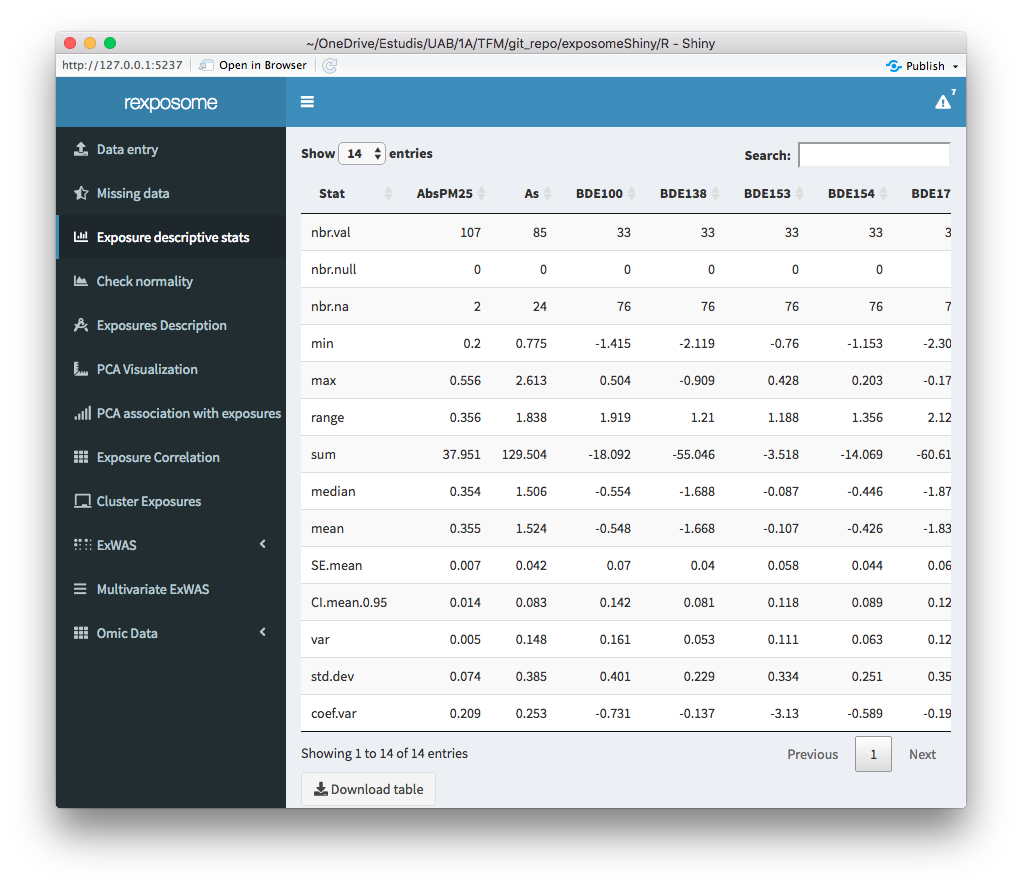 ~/OneDrive/Estudis/UAB/1A/TFM/git_repo/exposomeShiny/R - Shiny
http://127.0.0.1:5237 Open in Browser Publish
rexposome 7
Data entry
Missing data
Exposure descriptive stats
Check normality
Exposures Description
PCA Visualization
PCA association with exposures
Exposure Correlation
Cluster Exposures
ExWAS
Multivariate ExWAS
Omic Data
Show 14 entries Search:
Stat AbsPM25 As BDE100 BDE138 BDE153 BDE154 BDE17
nbr.val 107 85 33 33 33 33 3
nbr.null 0 0 0 0 0 0
nbr.na 2 24 76 76 76 76 7
min 0.2 0.775 -1.415 -2.119 -0.76 -1.153 -2.30
max 0.556 2.613 0.504 -0.909 0.428 0.203 -0.17
range 0.356 1.838 1.919 1.21 1.188 1.356 2.12
sum 37.951 129.504 -18.092 -55.046 -3.518 -14.069 -60.61
median 0.354 1.506 -0.554 -1.688 -0.087 -0.446 -1.87
mean 0.355 1.524 -0.548 -1.668 -0.107 -0.426 -1.83
SE.mean 0.007 0.042 0.07 0.04 0.058 0.044 0.06
CI.mean.0.95 0.014 0.083 0.142 0.081 0.118 0.089 0.12
var 0.005 0.148 0.161 0.053 0.111 0.063 0.12
std.dev 0.074 0.385 0.401 0.229 0.334 0.251 0.35
coef.var 0.209 0.253 -0.731 -0.137 -3.13 -0.589 -0.19
Showing 1 to 14 of 14 entries Previous 1 Next
Download table